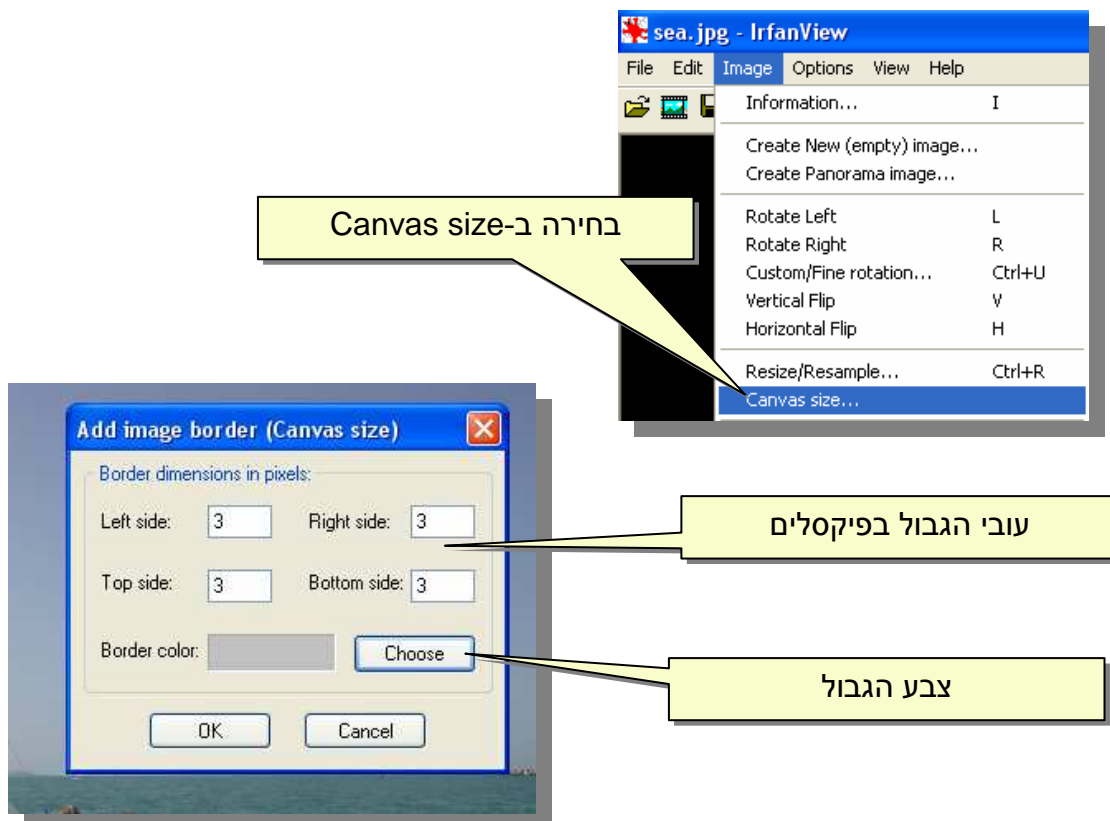 sea.jpg - IrfanView
File Edit Image Options View Help
Information... I
Create New (empty) image...
Create Panorama image...
Rotate Left L
Rotate Right R
Custom/Fine rotation... Ctrl+U
Vertical Flip V
Horizontal Flip H
Resize/Resample... Ctrl+R
Canvas size...
בחירה ב-Canvas size
Add image border (Canvas size)
Border dimensions in pixels:
Left side: 3 Right side: 3
Top side: 3 Bottom side: 3
Border color: Choose
OK Cancel
עובי הגבול בפיקסלים
צבע הגבול